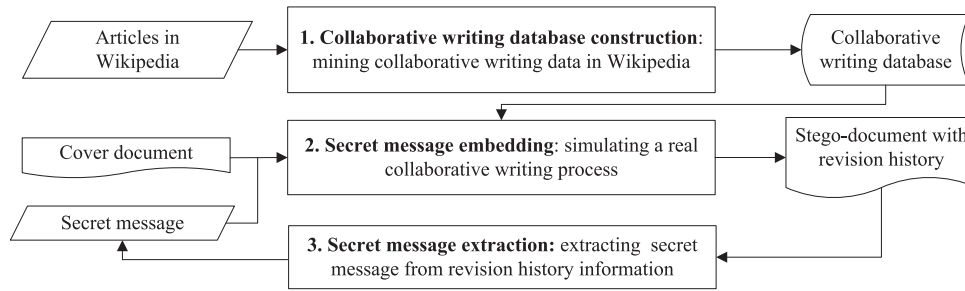 Articles in
Wikipedia
1. Collaborative writing database construction:
mining collaborative writing data in Wikipedia
Collaborative
writing database
Cover document
2. Secret message embedding: simulating a real
collaborative writing process
Stego-document with
revision history
Secret message
3. Secret message extraction: extracting secret
message from revision history information